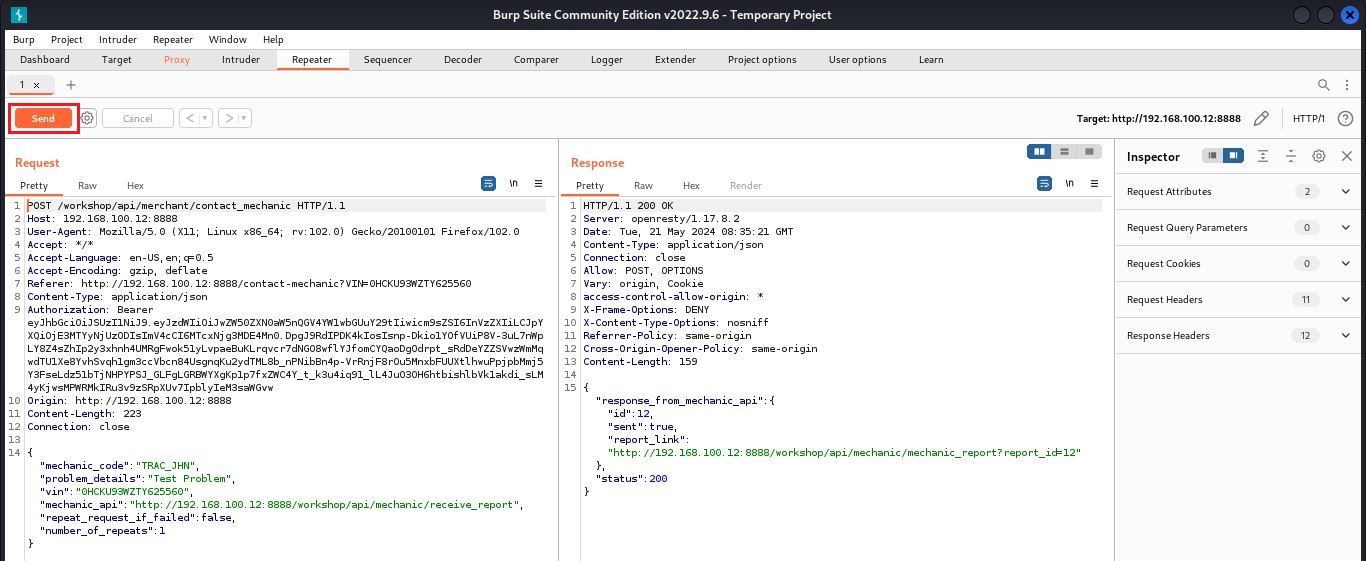 Burp Suite Community Edition v2022.9.6 - Temporary Project
Burp Project Intruder Repeater Window Help
Dashboard Target Proxy Intruder Repeater Sequencer Decoder Comparer Logger Extender Project options User options Learn
1 ×
Send Cancel < > Target: http://192.168.100.12:8888 HTTP/1
Request
Pretty Raw Hex \n
1 POST /workshop/api/merchant/contact_mechanic HTTP/1.1
2 Host: 192.168.100.12:8888
3 User-Agent: Mozilla/5.0 (X11; Linux x86_64; rv:102.0) Gecko/20100101 Firefox/102.0
4 Accept: */*
5 Accept-Language: en-US,en;q=0.5
6 Accept-Encoding: gzip, deflate
7 Referer: http://192.168.100.12:8888/contact-mechanic?VIN=0HCKU93WZTY625560
8 Content-Type: application/json
9 Authorization: Bearer
10 Origin: http://192.168.100.12:8888
11 Content-Length: 223
12 Connection: close
13
14 {
"mechanic_code":"TRAC_JHN",
"problem_details":"Test Problem",
"vin":"0HCKU93WZTY625560",
"mechanic_api":"http://192.168.100.12:8888/workshop/api/mechanic/receive_report",
"repeat_request_if_failed":false,
"number_of_repeats":1
}
Response
Pretty Raw Hex Render \n
1 HTTP/1.1 200 OK
2 Server: openresty/1.17.8.2
3 Date: Tue, 21 May 2024 08:35:21 GMT
4 Content-Type: application/json
5 Connection: close
6 Allow: POST, OPTIONS
7 Vary: origin, Cookie
8 access-control-allow-origin: *
9 X-Frame-Options: DENY
10 X-Content-Type-Options: nosniff
11 Referrer-Policy: same-origin
12 Cross-Origin-Opener-Policy: same-origin
13 Content-Length: 159
14
15 {
"response_from_mechanic_api":{
"id":12,
"sent":true,
"report_link":
"http://192.168.100.12:8888/workshop/api/mechanic/mechanic_report?report_id=12"
},
"status":200
}
Inspector
Request Attributes 2
Request Query Parameters 0
Request Cookies 0
Request Headers 11
Response Headers 12